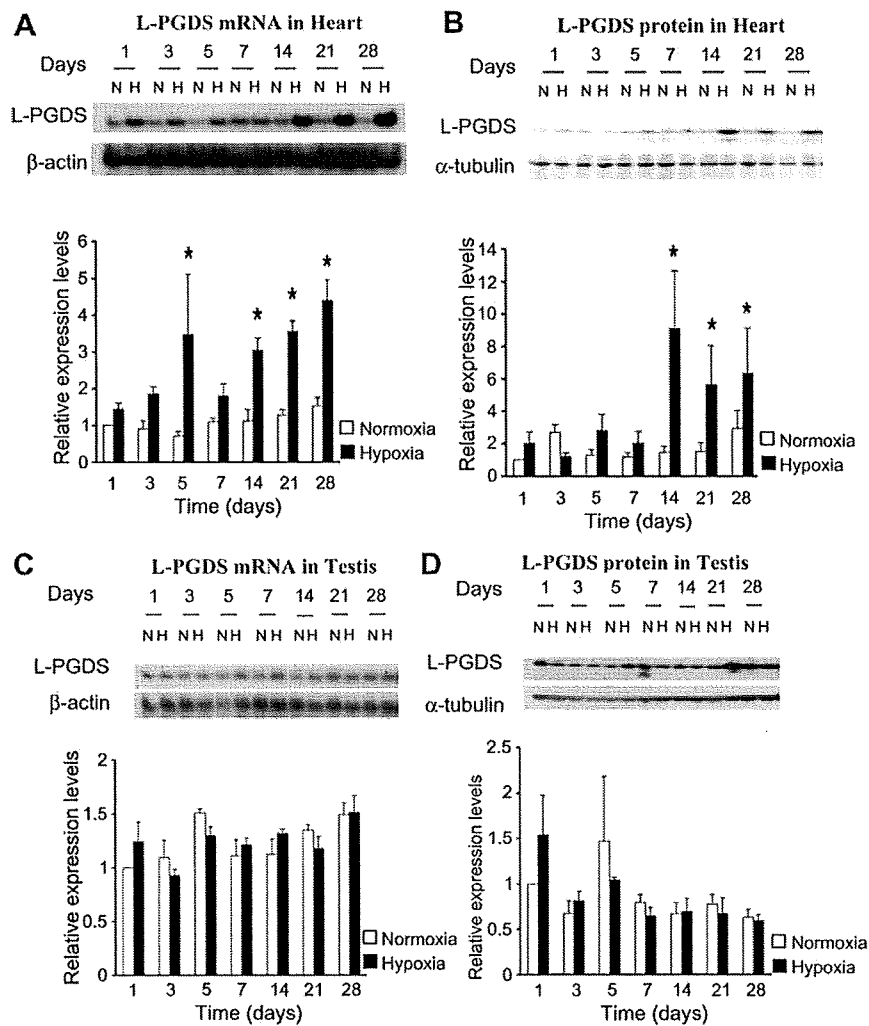 A
L-PGDS mRNA in Heart
Days 1 3 5 7 14 21 28
N H N H N H N H N H N H N H
L-PGDS
β-actin
Relative expression levels
6
5
4
3
2
1
0
* * * *
Normoxia
Hypoxia
1 3 5 7 14 21 28
Time (days)
B
L-PGDS protein in Heart
Days 1 3 5 7 14 21 28
N H N H N H N H N H N H N H
L-PGDS
α-tubulin
Relative expression levels
14
12
10
8
6
4
2
0
* * *
Normoxia
Hypoxia
1 3 5 7 14 21 28
Time (days)
C
L-PGDS mRNA in Testis
Days 1 3 5 7 14 21 28
N H N H N H N H N H N H N H
L-PGDS
β-actin
Relative expression levels
2
1.5
1
0.5
0
Normoxia
Hypoxia
1 3 5 7 14 21 28
Time (days)
D
L-PGDS protein in Testis
Days 1 3 5 7 14 21 28
N H N H N H N H N H N H N H
L-PGDS
α-tubulin
Relative expression levels
2.5
2
1.5
1
0.5
0
Normoxia
Hypoxia
1 3 5 7 14 21 28
Time (days)